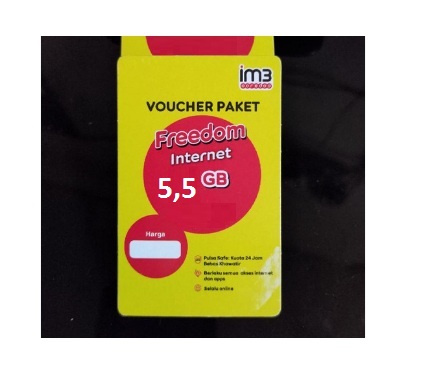 im3
ooredoo
VOUCHER PAKET
Freedom
Internet
5,5 GB
Harga
Pulsa Safe: Kuota 24 Jam
Bebas Khawatir
Berlaku semua akses internet
dan apps
Selalu online